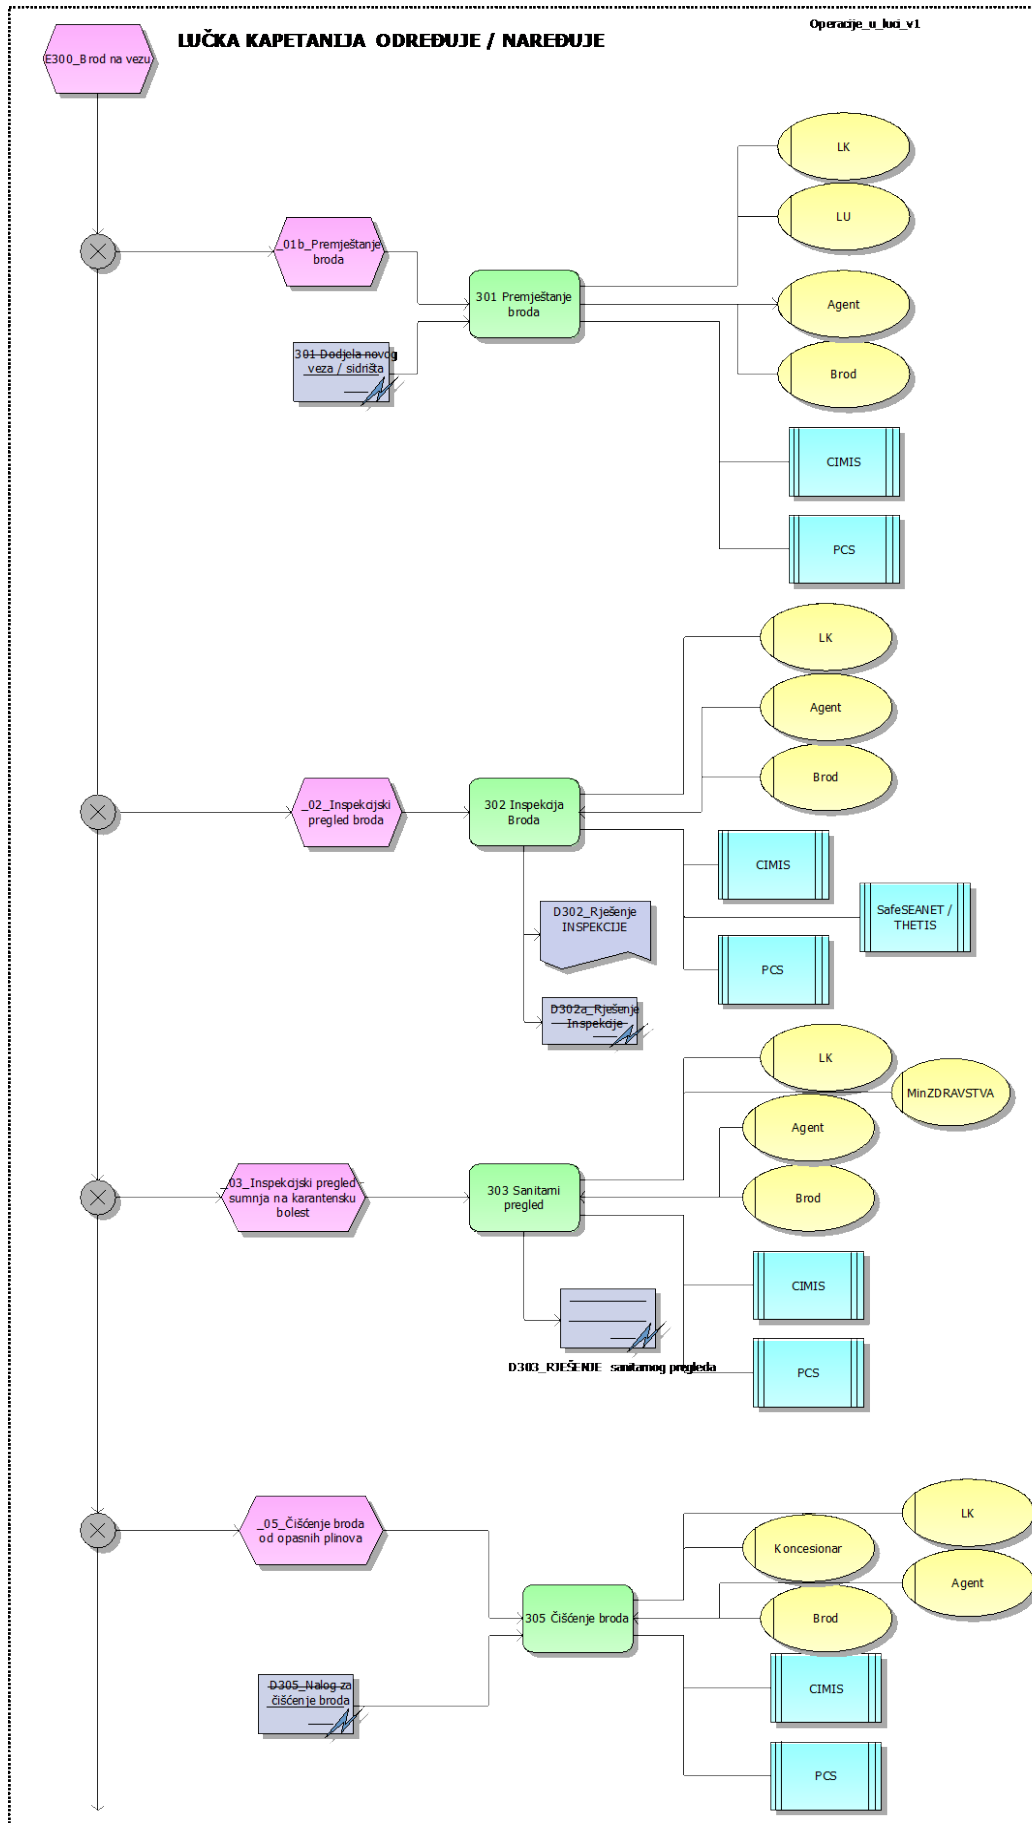 Operacije_u_luci_v1
LUČKA KAPETANIJA ODREĐUJE / NAREĐUJE
E300_Brod na vezu
LK
LU
_01b_Premještanje
broda
301 Premještanje
broda
Agent
301 Dodjela novog
veza / sidrišta
Brod
CIMIS
PCS
LK
Agent
_02_Inspekcijski
pregled broda
302 Inspekcija
Broda
Brod
CIMIS
D302_Rješenje
INSPEKCIJE
SafeSEANET /
THETIS
PCS
D302a_Rješenje
Inspekcije
LK
MinZDRAVSTVA
Agent
_03_Inspekcijski pregled -
sumnja na karantensku
bolest
303 Sanitarni
pregled
Brod
CIMIS
D303_RJEŠENJE sanitarnog pregleda
PCS
_05_Čišćenje broda
od opasnih plinova
LK
Koncesionar
Agent
305 Čišćenje broda
Brod
D305_Nalog za
čišćenje broda
CIMIS
PCS